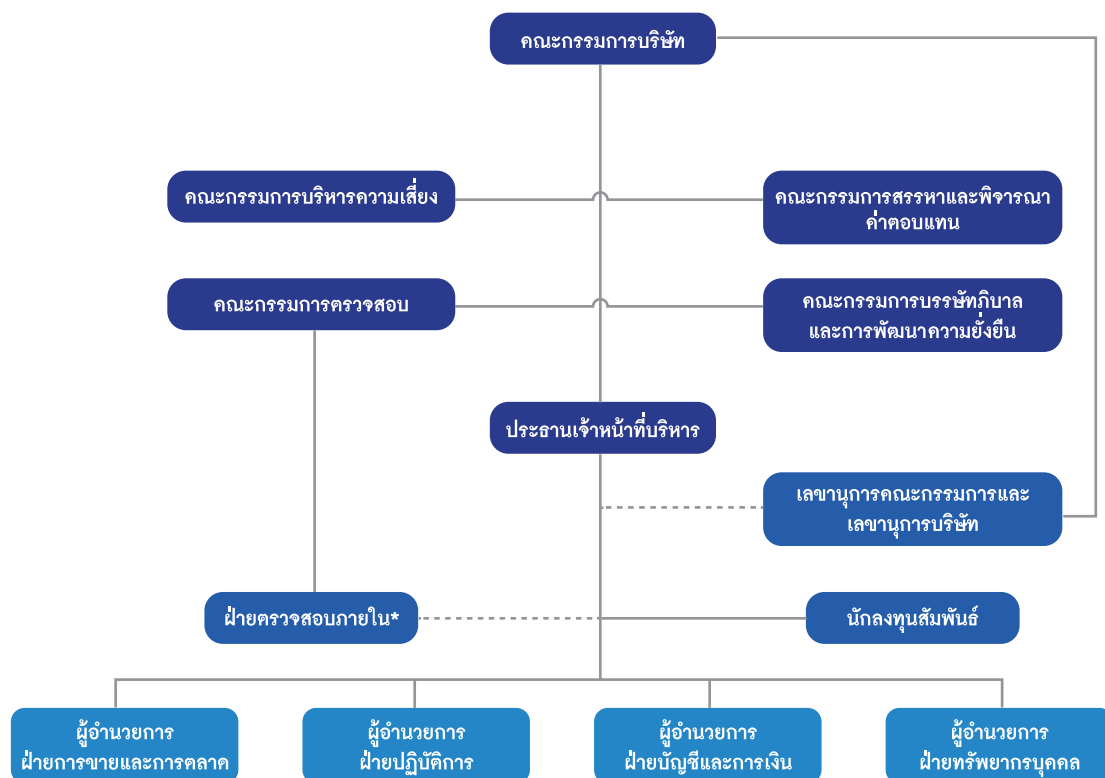 คณะกรรมการบริษัท
คณะกรรมการบริหารความเสี่ยง
คณะกรรมการสรรหาและพิจารณา
ค่าตอบแทน
คณะกรรมการตรวจสอบ
คณะกรรมการบรรษัทภิบาล
และการพัฒนาความยั่งยืน
ประธานเจ้าหน้าที่บริหาร
เลขานุการคณะกรรมการและ
เลขานุการบริษัท
ฝ่ายตรวจสอบภายใน*
นักลงทุนสัมพันธ์
ผู้อำนวยการ
ฝ่ายการขายและการตลาด
ผู้อำนวยการ
ฝ่ายปฏิบัติการ
ผู้อำนวยการ
ฝ่ายบัญชีและการเงิน
ผู้อำนวยการ
ฝ่ายทรัพยากรบุคคล